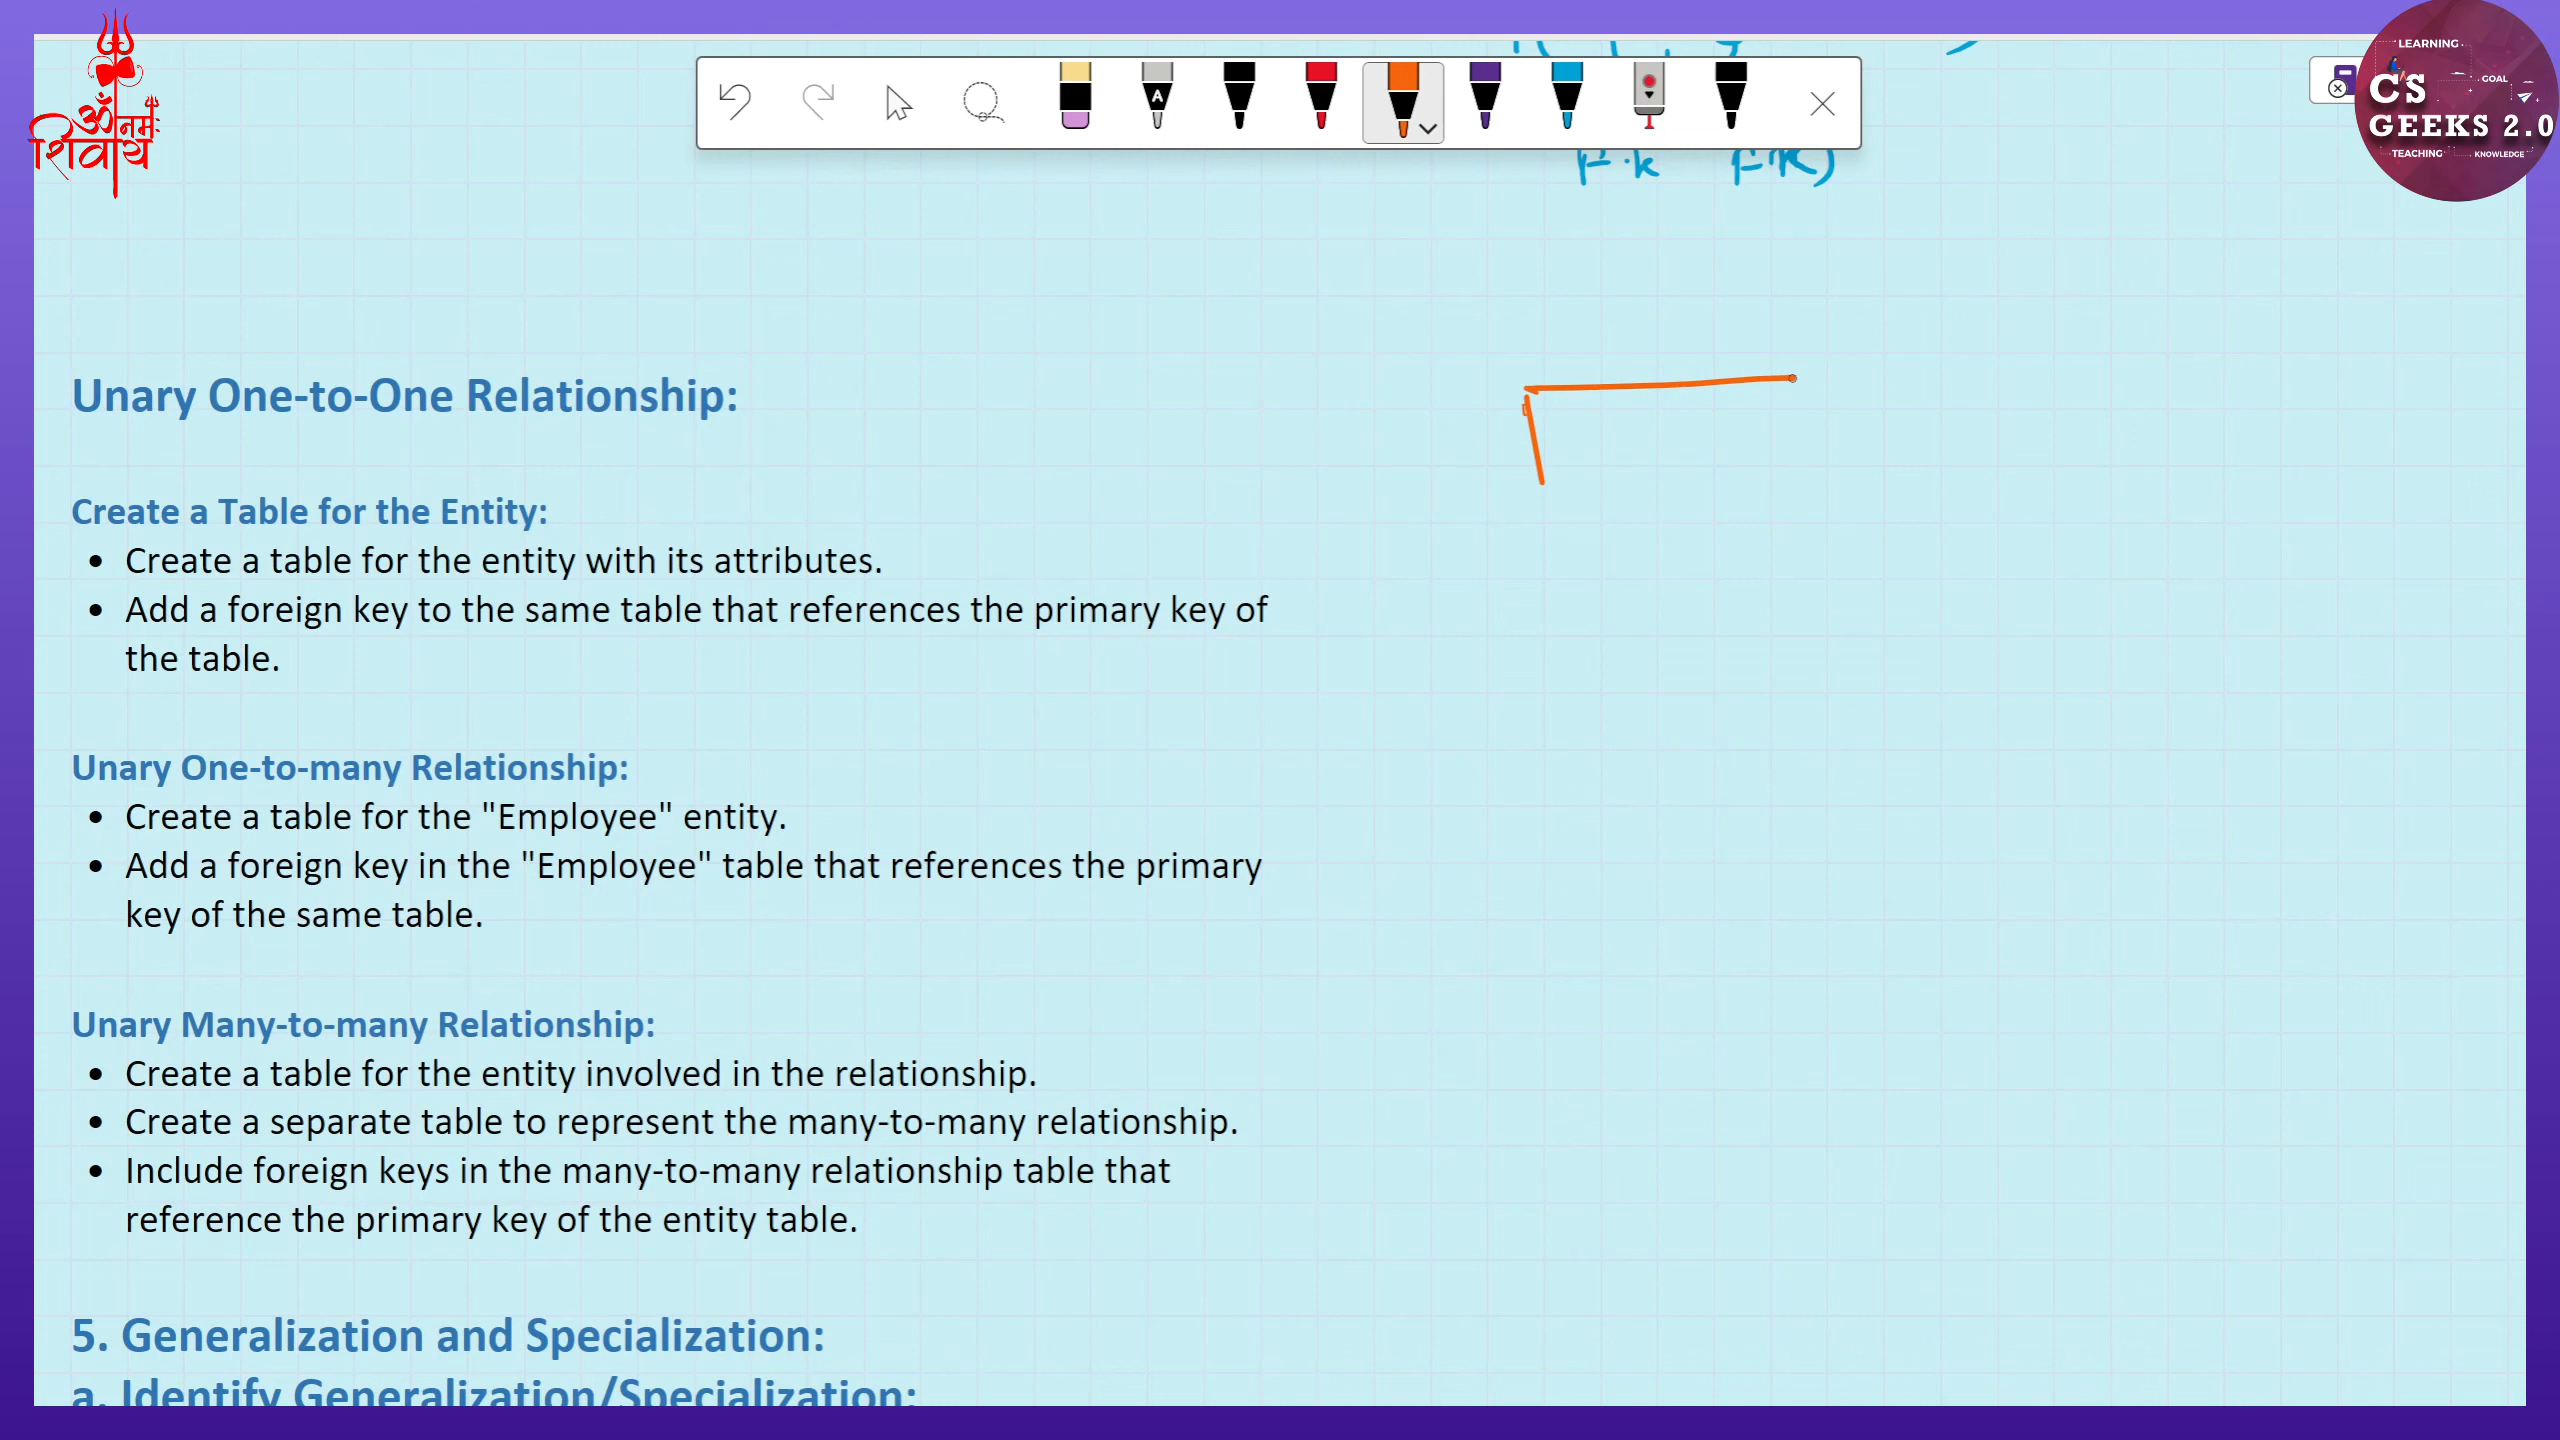 ॐ
नमः
शिवाय
LEARNING
GOAL
CS
GEEKS 2.0
TEACHING
KNOWLEDGE
A
F.k F.K)
Unary One-to-One Relationship:
Create a Table for the Entity:
• Create a table for the entity with its attributes.
• Add a foreign key to the same table that references the primary key of
the table.
Unary One-to-many Relationship:
• Create a table for the "Employee" entity.
• Add a foreign key in the "Employee" table that references the primary
key of the same table.
Unary Many-to-many Relationship:
• Create a table for the entity involved in the relationship.
• Create a separate table to represent the many-to-many relationship.
• Include foreign keys in the many-to-many relationship table that
reference the primary key of the entity table.
5. Generalization and Specialization:
a. Identify Generalization/Specialization: